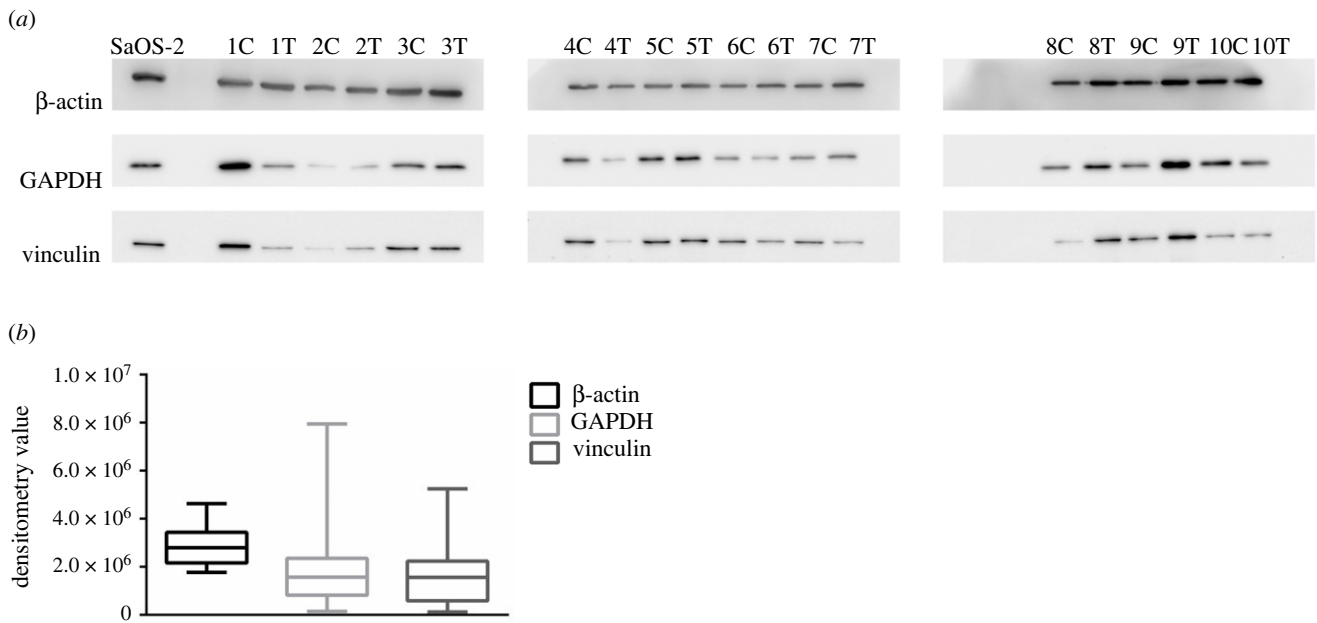 (a)
SaOS-2 1C 1T 2C 2T 3C 3T 4C 4T 5C 5T 6C 6T 7C 7T 8C 8T 9C 9T 10C 10T
β-actin
GAPDH
vinculin
(b)
1.0 × 10⁷
8.0 × 10⁶
6.0 × 10⁶
4.0 × 10⁶
2.0 × 10⁶
0
densitometry value
β-actin
GAPDH
vinculin